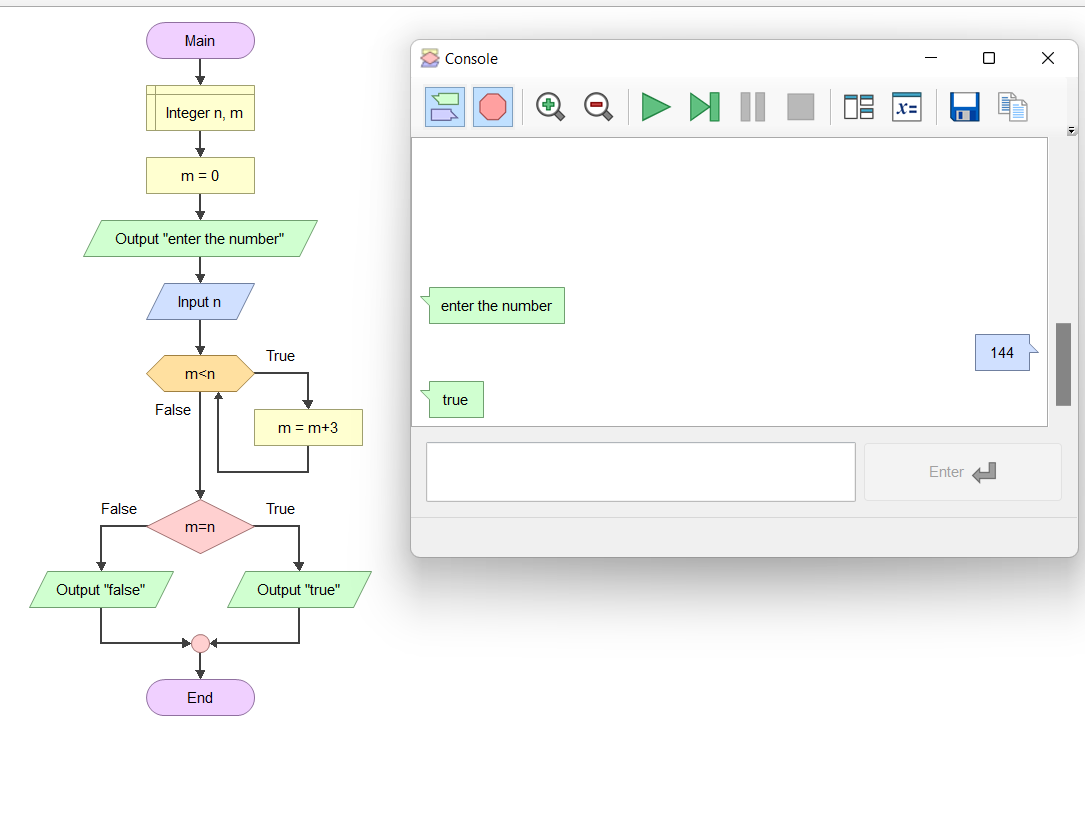 Main
Integer n, m
m = 0
Output "enter the number"
Input n
m<n
True
False
m = m+3
m=n
False
True
Output "false"
Output "true"
End
Console
x=
enter the number
144
true
Enter